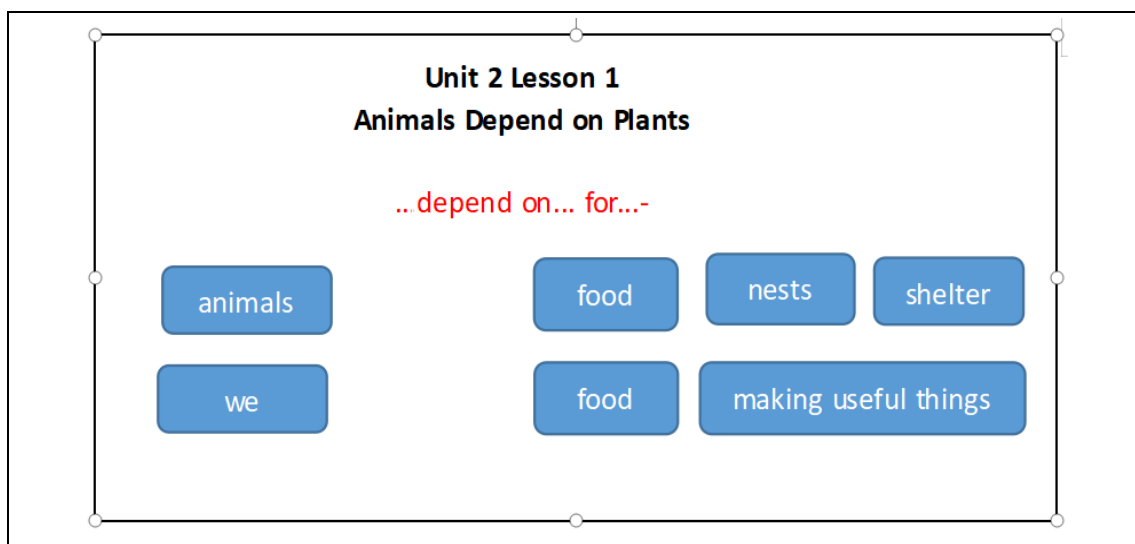 Unit 2 Lesson 1
Animals Depend on Plants
...depend on... for...-
animals food nests shelter
we food making useful things